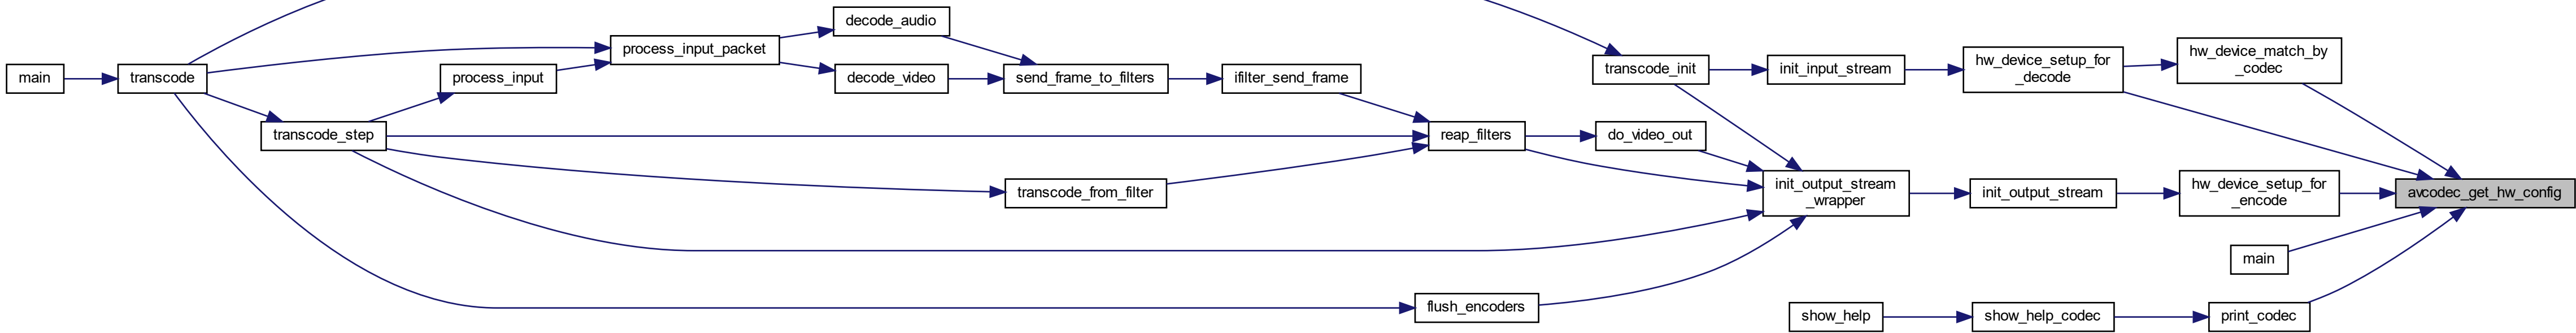 main
transcode
transcode_step
process_input
process_input_packet
decode_audio
decode_video
send_frame_to_filters
ifilter_send_frame
transcode_from_filter
reap_filters
flush_encoders
transcode_init
do_video_out
init_output_stream
_wrapper
init_input_stream
init_output_stream
hw_device_setup_for
_decode
hw_device_match_by
_codec
hw_device_setup_for
_encode
avcodec_get_hw_config
main
show_help
show_help_codec
print_codec